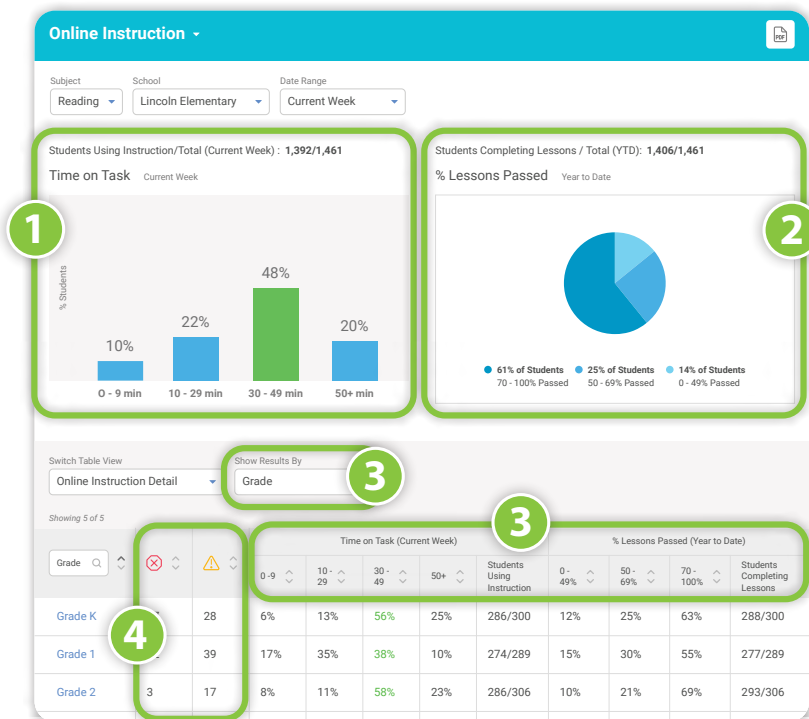 Online Instruction
PDF
Subject School Date Range
Reading Lincoln Elementary Current Week
Students Using Instruction/Total (Current Week) : 1,392/1,461
Time on Task Current Week
1
% Students
10%
22%
48%
20%
0 - 9 min 10 - 29 min 30 - 49 min 50+ min
Students Completing Lessons / Total (YTD): 1,406/1,461
% Lessons Passed Year to Date
2
61% of Students 25% of Students 14% of Students
70 - 100% Passed 50 - 69% Passed 0 - 49% Passed
Switch Table View Show Results By
Online Instruction Detail Grade
3
Showing 5 of 5
3
Time on Task (Current Week) % Lessons Passed (Year to Date)
Grade 0 -9 10 - 29 30 - 49 50+ Students Using Instruction 0 - 49% 50 - 69% 70 - 100% Students Completing Lessons
Grade K 28 6% 13% 56% 25% 286/300 12% 25% 63% 288/300
4
Grade 1 39 17% 35% 38% 10% 274/289 15% 30% 55% 277/289
Grade 2 3 17 8% 11% 58% 23% 286/306 10% 21% 69% 293/306